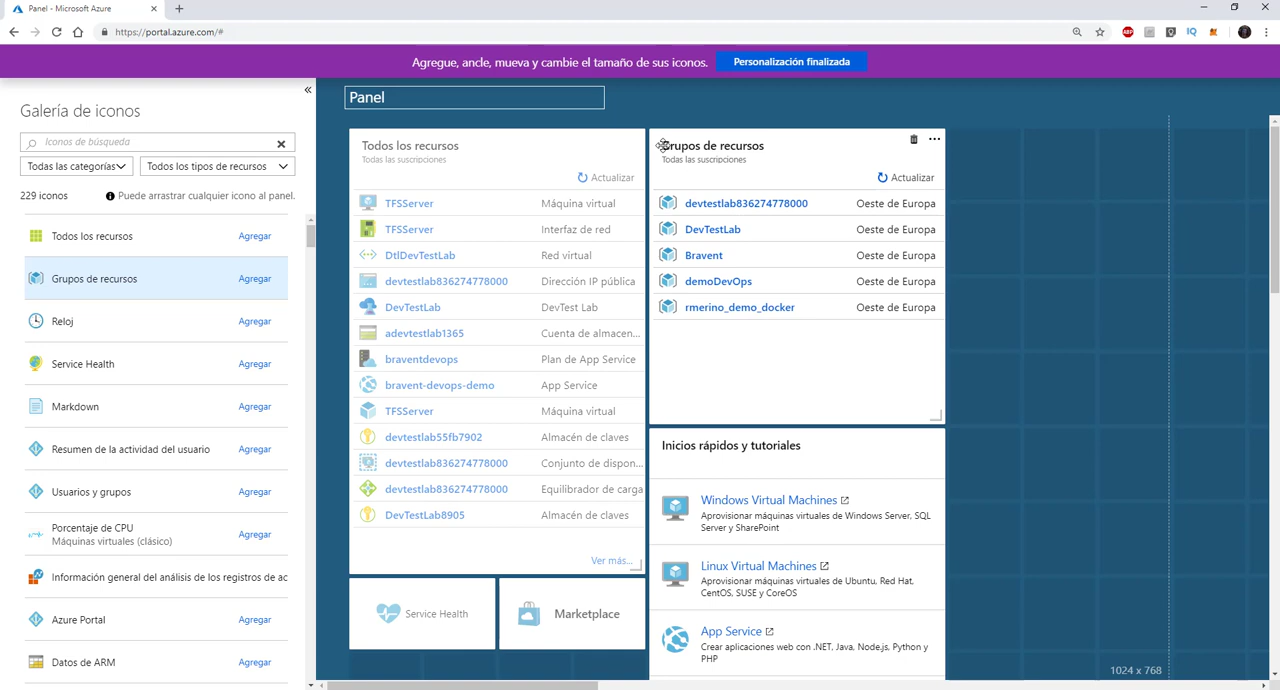 Panel - Microsoft Azure
https://portal.azure.com/#
ABP
IQ
Agregue, ancle, mueva y cambie el tamaño de sus iconos.
Personalización finalizada
Galería de iconos
Iconos de búsqueda
Todas las categorías
Todos los tipos de recursos
229 iconos
Puede arrastrar cualquier icono al panel.
Todos los recursos
Agregar
Grupos de recursos
Agregar
Reloj
Agregar
Service Health
Agregar
Markdown
Agregar
Resumen de la actividad del usuario
Agregar
Usuarios y grupos
Agregar
Porcentaje de CPU
Máquinas virtuales (clásico)
Agregar
Información general del análisis de los registros de ac
Azure Portal
Agregar
Datos de ARM
Agregar
Panel
Todos los recursos
Todas las suscripciones
Actualizar
TFSServer Máquina virtual
TFSServer Interfaz de red
DtlDevTestLab Red virtual
devtestlab836274778000 Dirección IP pública
DevTestLab DevTest Lab
adevtestlab1365 Cuenta de almacen...
braventdevops Plan de App Service
bravent-devops-demo App Service
TFSServer Máquina virtual
devtestlab55fb7902 Almacén de claves
devtestlab836274778000 Conjunto de dispon...
devtestlab836274778000 Equilibrador de carga
DevTestLab8905 Almacén de claves
Ver más...
Service Health
Marketplace
Grupos de recursos
Todas las suscripciones
Actualizar
devtestlab836274778000 Oeste de Europa
DevTestLab Oeste de Europa
Bravent Oeste de Europa
demoDevOps Oeste de Europa
rmerino_demo_docker Oeste de Europa
Inicios rápidos y tutoriales
Windows Virtual Machines
Aprovisionar máquinas virtuales de Windows Server, SQL
Server y SharePoint
Linux Virtual Machines
Aprovisionar máquinas virtuales de Ubuntu, Red Hat,
CentOS, SUSE y CoreOS
App Service
Crear aplicaciones web con .NET, Java, Node.js, Python y
PHP
1024 x 768